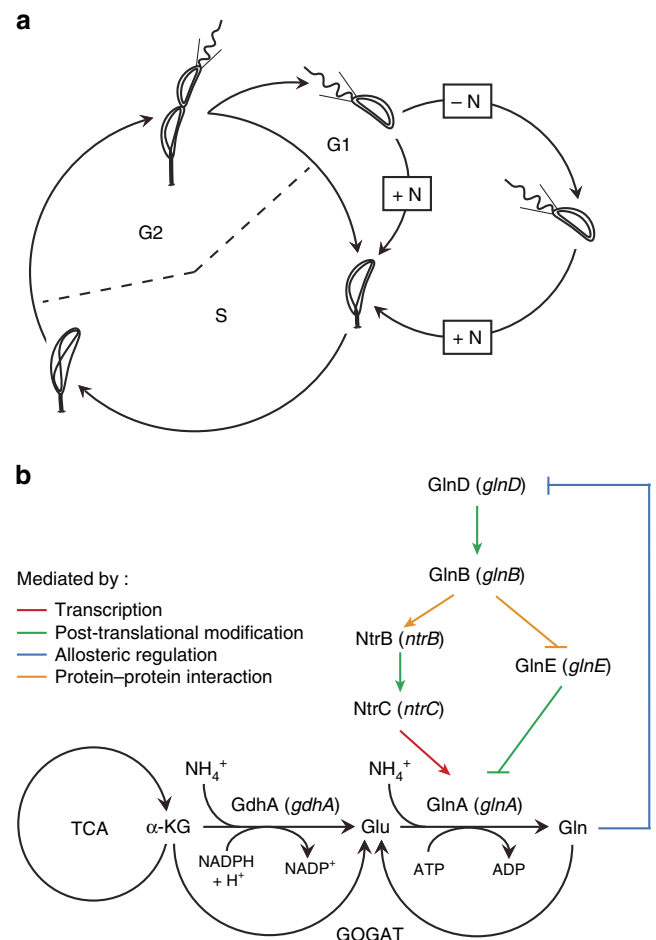 a
G1
– N
+ N
G2
S
+ N
b
GlnD (glnD)
GlnB (glnB)
Mediated by :
Transcription
Post-translational modification
Allosteric regulation
Protein–protein interaction
NtrB (ntrB)
GlnE (glnE)
NtrC (ntrC)
NH₄⁺
NH₄⁺
GdhA (gdhA)
GlnA (glnA)
TCA
α-KG
Glu
Gln
NADPH
+ H⁺
NADP⁺
ATP
ADP
GOGAT